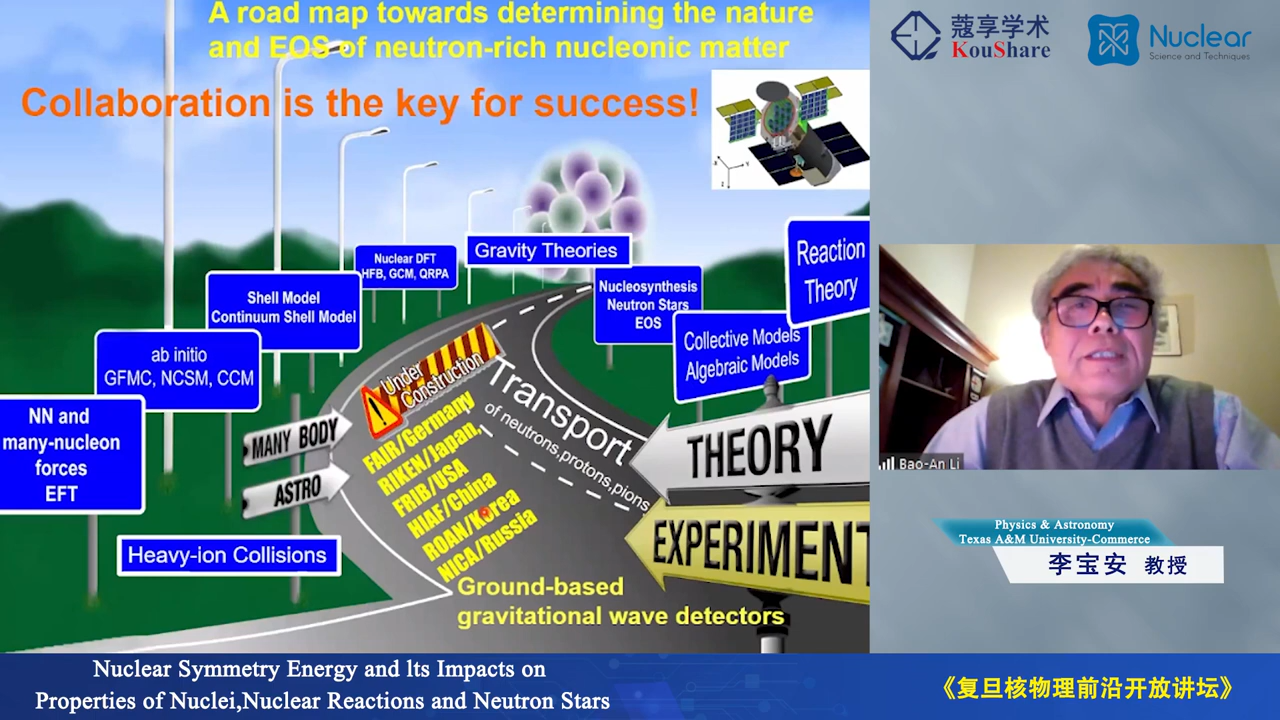 A road map towards determining the nature
and EOS of neutron-rich nucleonic matter
Collaboration is the key for success!
Gravity Theories
Nuclear DFT
HFB, GCM, QRPA
Shell Model
Continuum Shell Model
ab initio
GFMC, NCSM, CCM
NN and
many-nucleon
forces
EFT
Nucleosynthesis
Neutron Stars
EOS
Collective Models
Algebraic Models
Reaction
Theory
Under
Construction
Transport
of neutrons,protons,pions
MANY BODY
ASTRO
THEORY
EXPERIMENT
FAIR/Germany
RIKEN/Japan,
FRIB/USA
HIAF/China
ROAN/Korea
NICA/Russia
Heavy-ion Collisions
Ground-based
gravitational wave detectors
蔻享学术
KouShare
Nuclear
Science and Techniques
Bao-An Li
Physics & Astronomy
Texas A&M University-Commerce
李宝安 教授
Nuclear Symmetry Energy and lts Impacts on
Properties of Nuclei,Nuclear Reactions and Neutron Stars
《复旦核物理前沿开放讲坛》